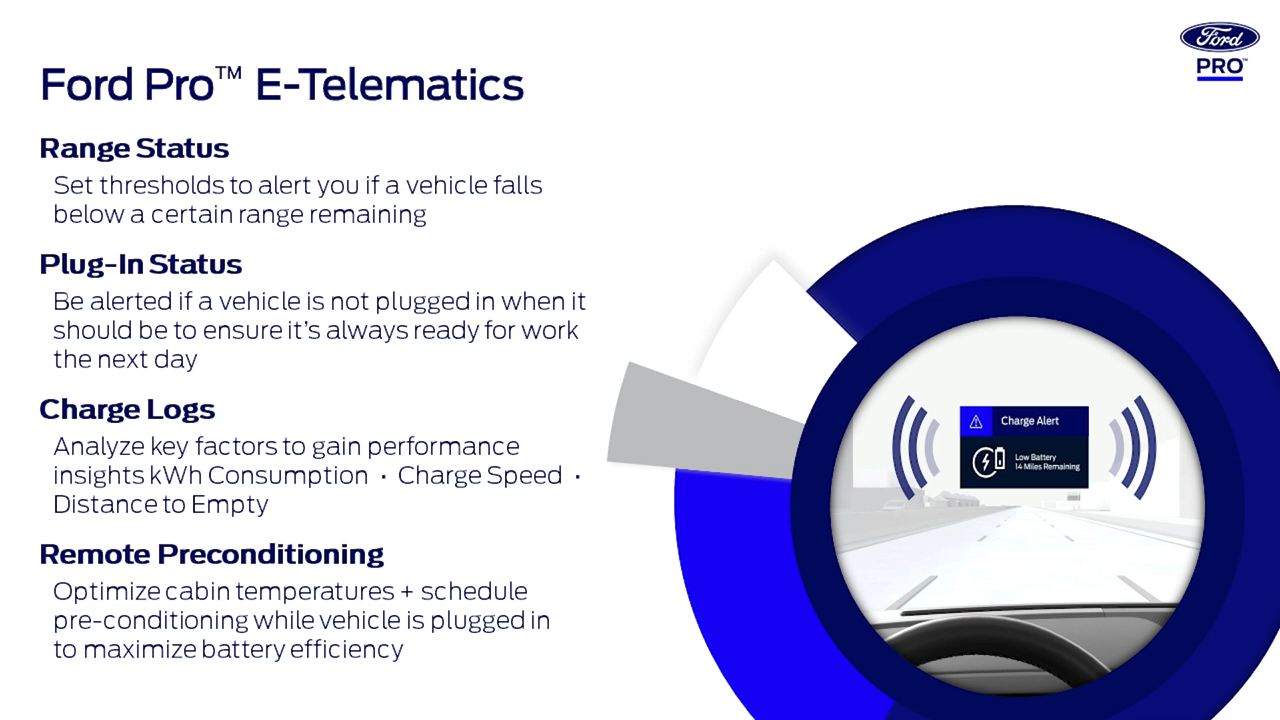 Ford
PRO™
Ford Pro™ E-Telematics
Range Status
Set thresholds to alert you if a vehicle falls
below a certain range remaining
Plug-In Status
Be alerted if a vehicle is not plugged in when it
should be to ensure it’s always ready for work
the next day
Charge Logs
Analyze key factors to gain performance
insights kWh Consumption · Charge Speed ·
Distance to Empty
Remote Preconditioning
Optimize cabin temperatures + schedule
pre-conditioning while vehicle is plugged in
to maximize battery efficiency
Charge Alert
Low Battery
14 Miles Remaining